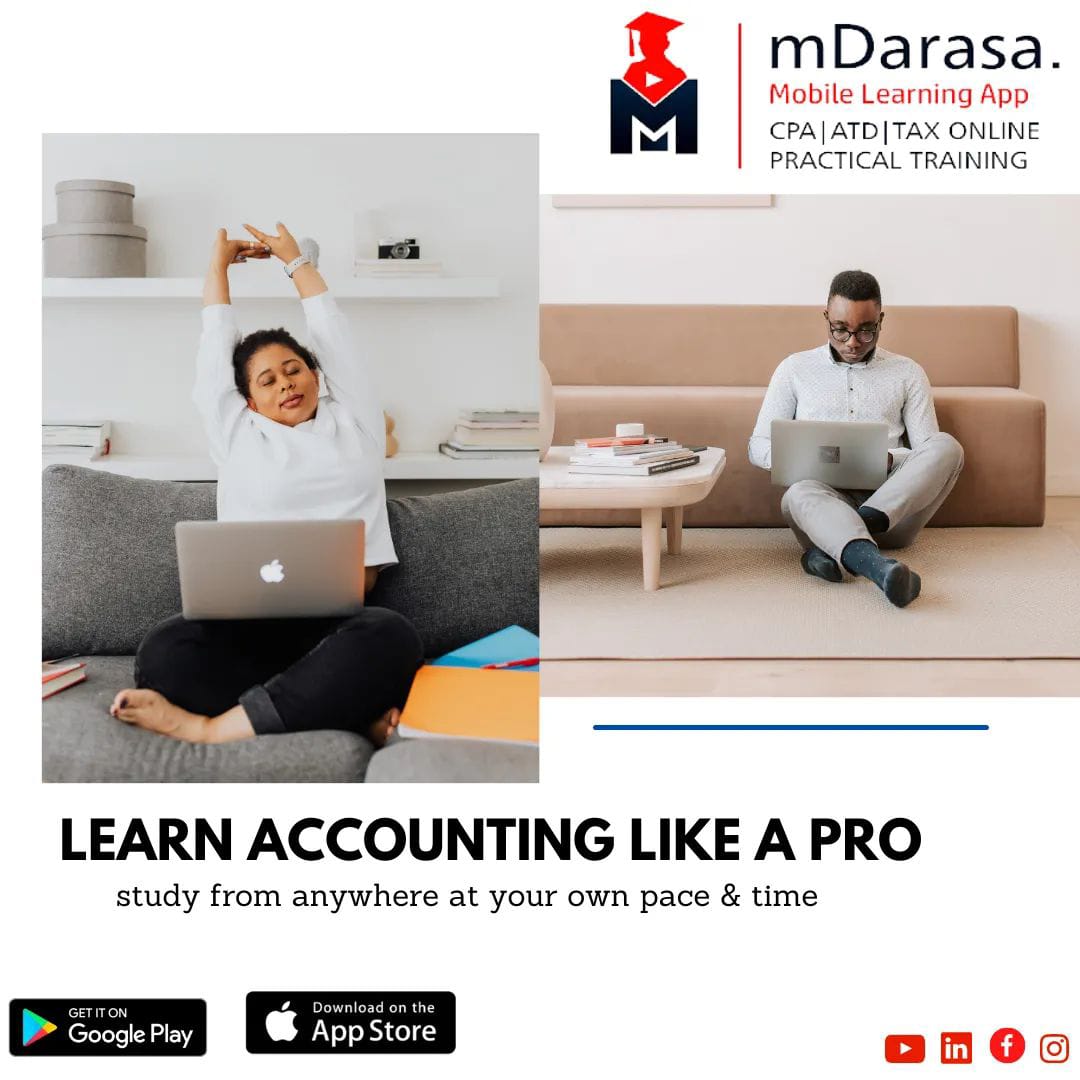 mDarasa.
Mobile Learning App
CPA|ATD|TAX ONLINE
PRACTICAL TRAINING
M
LEARN ACCOUNTING LIKE A PRO
study from anywhere at your own pace & time
GET IT ON
Google Play
Download on the
App Store
in
f